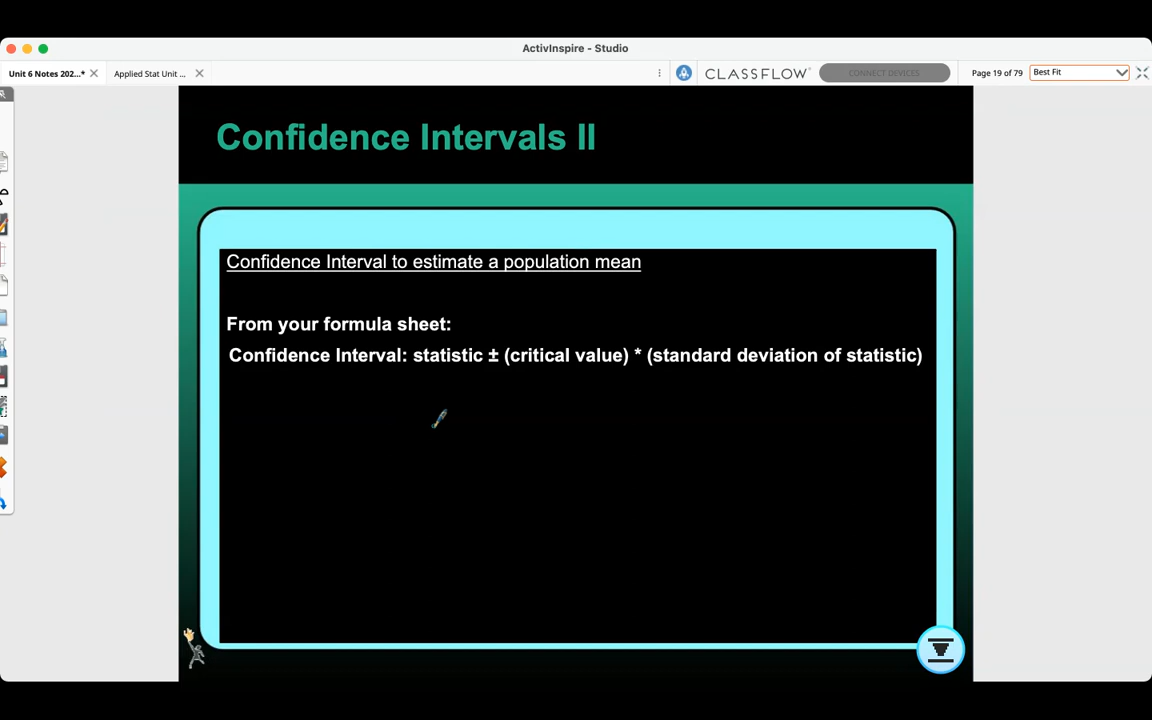 ActivInspire - Studio
Unit 6 Notes 202...*
Applied Stat Unit ...
CLASSFLOW
CONNECT DEVICES
Page 19 of 79
Best Fit
Confidence Intervals II
Confidence Interval to estimate a population mean
From your formula sheet:
Confidence Interval: statistic ± (critical value) * (standard deviation of statistic)